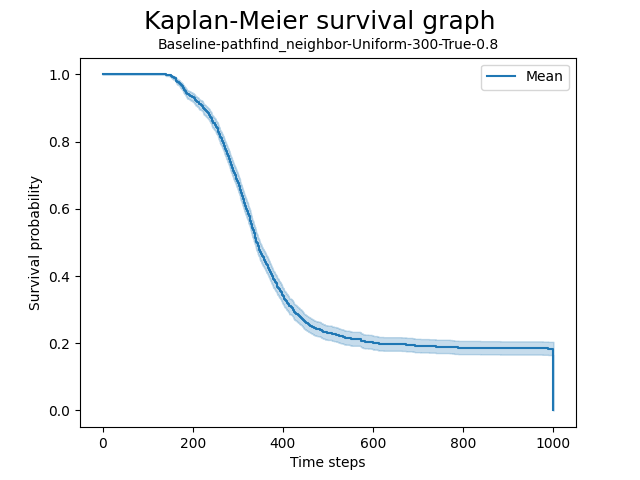 Kaplan-Meier survival graph
Baseline-pathfind_neighbor-Uniform-300-True-0.8
Mean
1.0
0.8
0.6
0.4
0.2
0.0
Survival probability
0 200 400 600 800 1000
Time steps